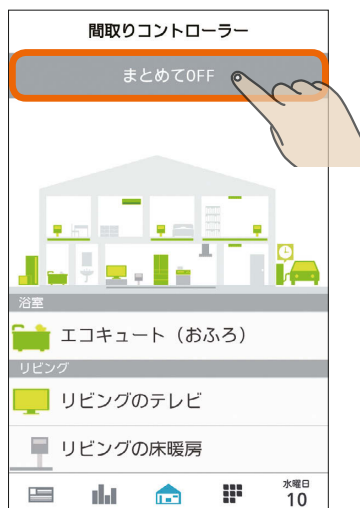 間取りコントローラー
まとめてOFF
浴室
エコキュート（おふろ）
リビング
リビングのテレビ
リビングの床暖房
水曜日
10